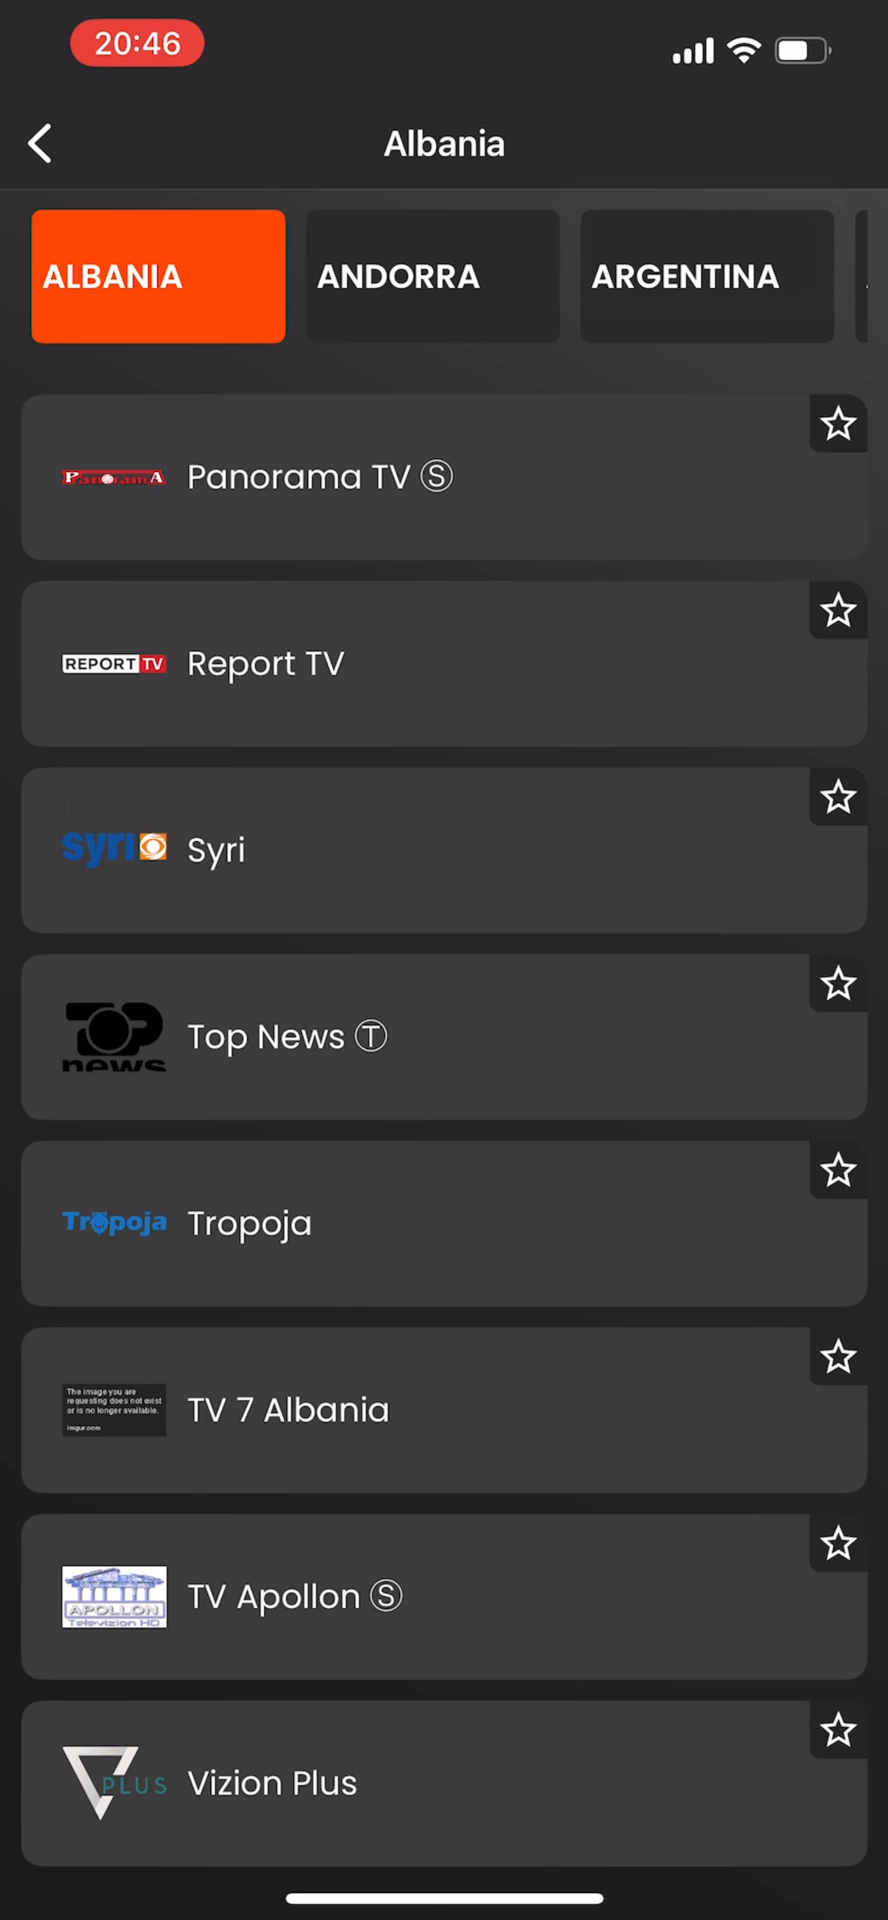 20:46
Albania
ALBANIA
ANDORRA
ARGENTINA
PanoramA
Panorama TV Ⓢ
REPORT TV
Report TV
syri
Syri
TOP
news
Top News Ⓣ
Tropoja
Tropoja
The image you are
requesting does not exist
or is no longer available.
imgur.com
TV 7 Albania
APOLLON
Televizion HD
TV Apollon Ⓢ
PLUS
Vizion Plus